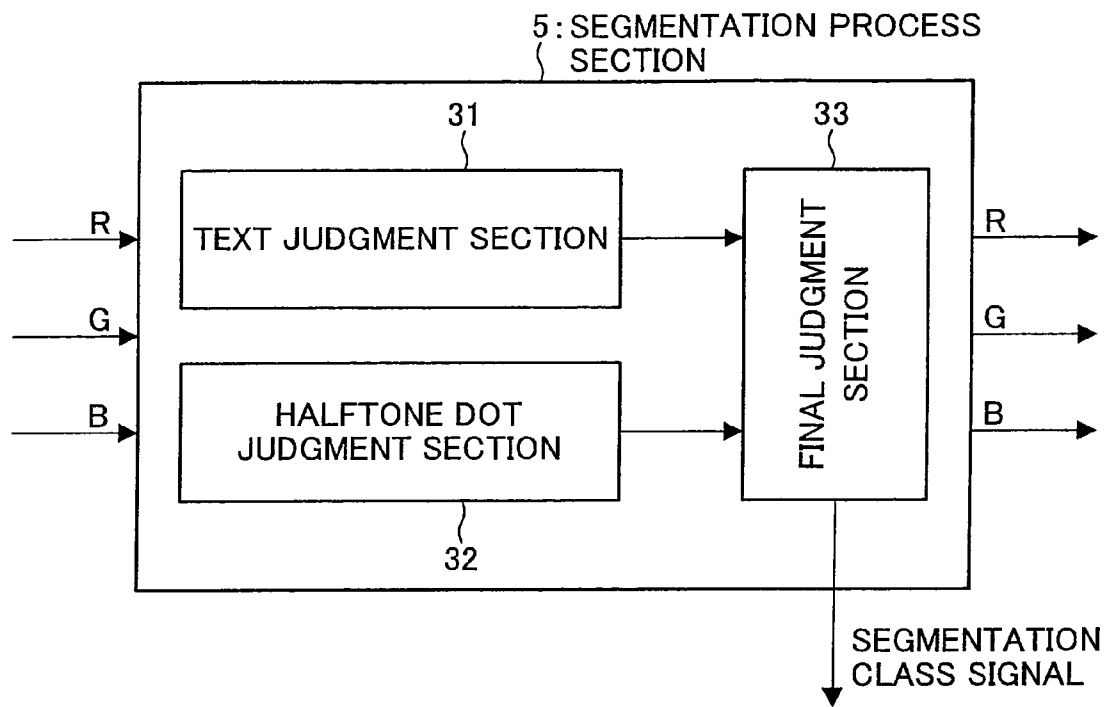 5: SEGMENTATION PROCESS
SECTION
31
33
R
TEXT JUDGMENT SECTION
R
G
FINAL JUDGMENT
SECTION
G
B
HALFTONE DOT
JUDGMENT SECTION
B
32
SEGMENTATION
CLASS SIGNAL